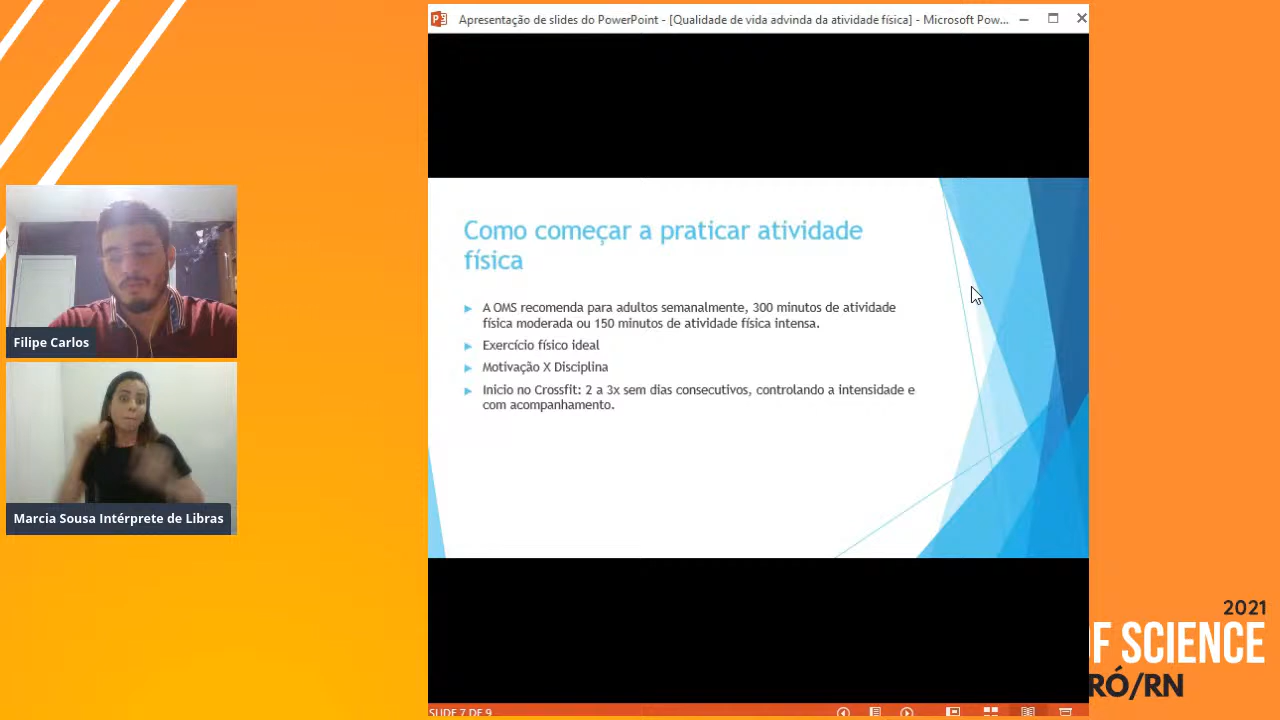 Apresentação de slides do PowerPoint - [Qualidade de vida advinda da atividade física] - Microsoft Pow...
Como começar a praticar atividade
física
A OMS recomenda para adultos semanalmente, 300 minutos de atividade
física moderada ou 150 minutos de atividade física intensa.
Exercício físico ideal
Motivação X Disciplina
Inicio no Crossfit: 2 a 3x sem dias consecutivos, controlando a intensidade e
com acompanhamento.
SLIDE 7 DE 9
Filipe Carlos
Marcia Sousa Intérprete de Libras
2021
OF SCIENCE
RÓ/RN